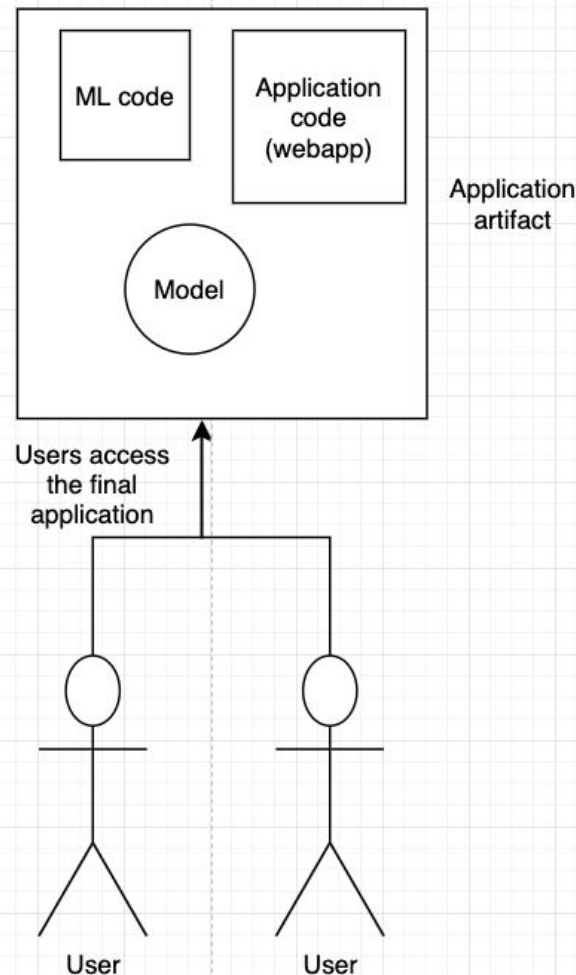 ML code
Application
code
(webapp)
Application
artifact
Model
Users access
the final
application
User
User